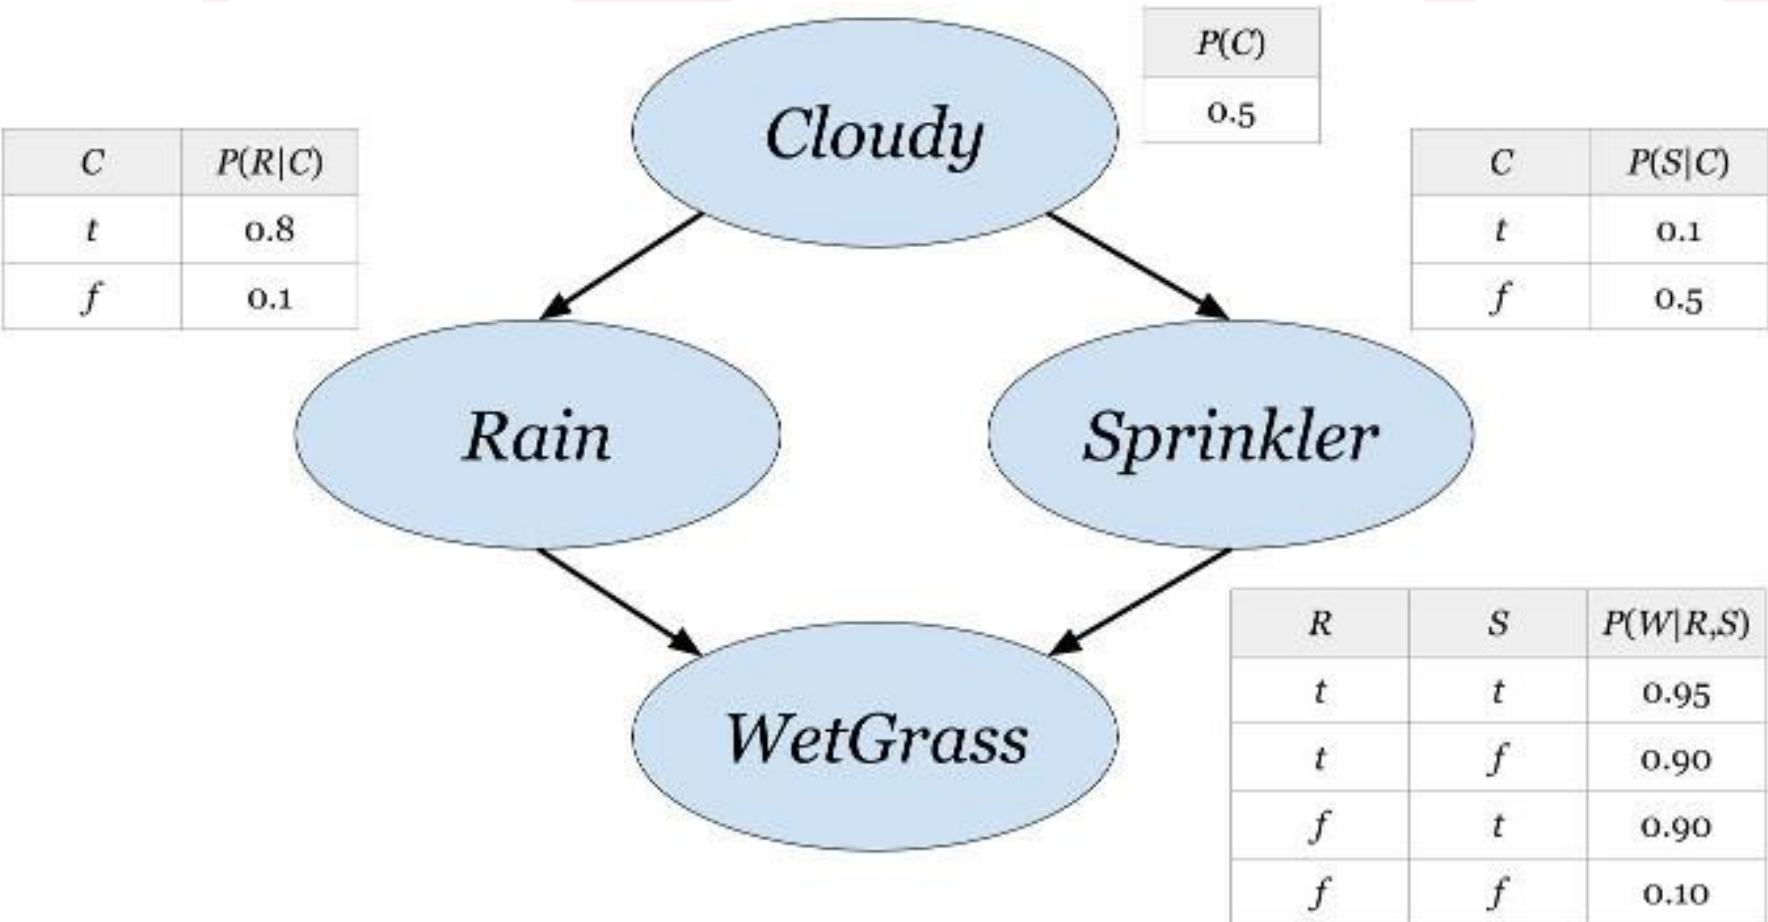 P(C)
0.5
Cloudy
C P(R|C)
t 0.8
f 0.1
C P(S|C)
t 0.1
f 0.5
Rain
Sprinkler
WetGrass
R S P(W|R,S)
t t 0.95
t f 0.90
f t 0.90
f f 0.10